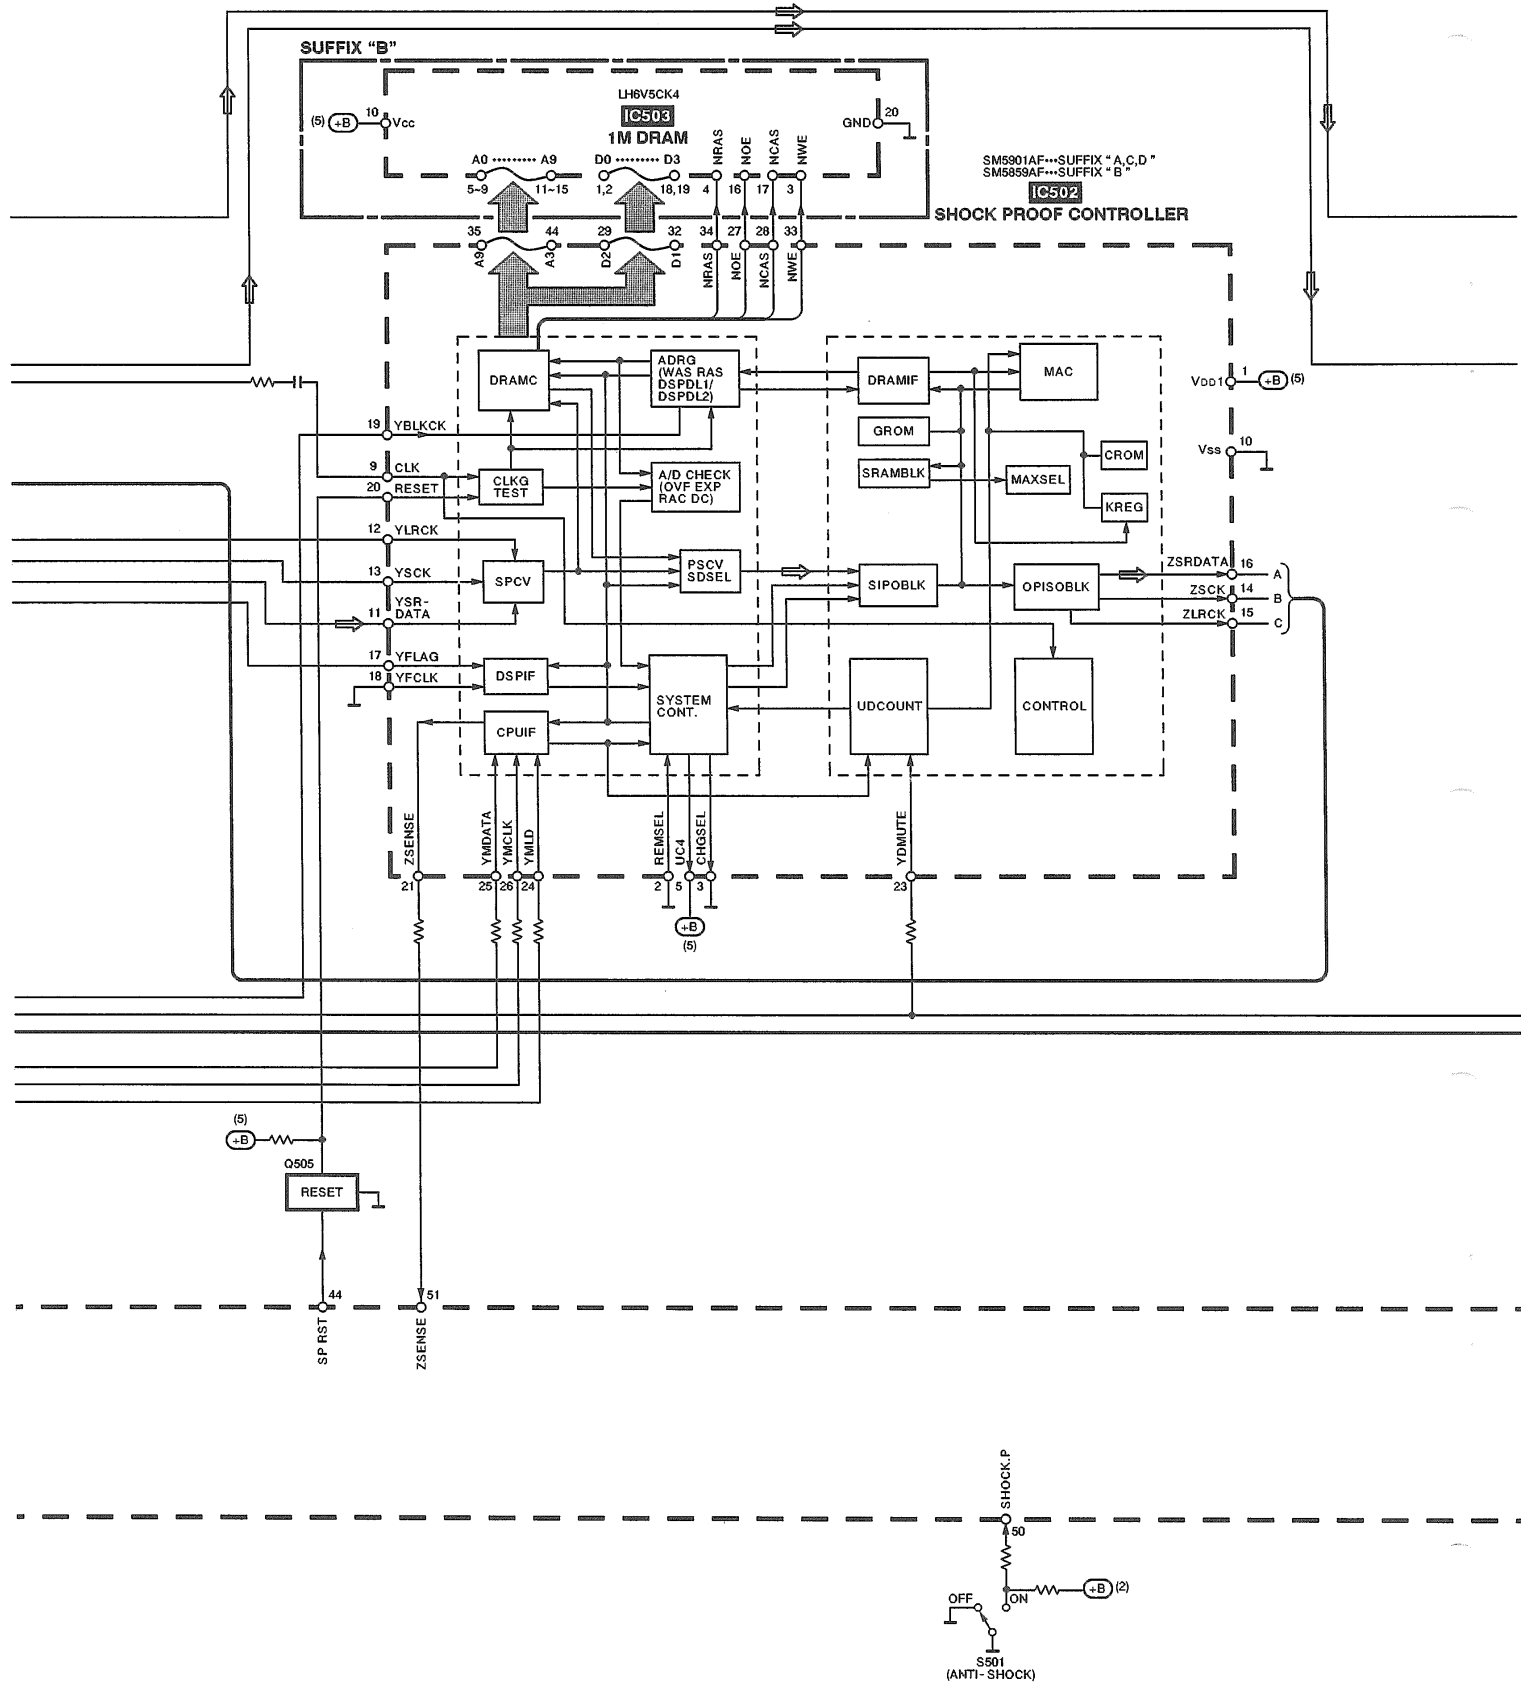 SUFFIX “B”
LH6V5CK4
IC503
1M DRAM
(5) +B
10
Vcc
GND
20
A0 ·········· A9
D0 ·········· D3
5~9
11~15
1,2
18,19
4
16
17
3
NRAS
NOE
NCAS
NWE
SM5901AF···SUFFIX “ A,C,D ”
SM5859AF···SUFFIX “ B ”
IC502
SHOCK PROOF CONTROLLER
35
44
29
32
34
27
28
33
A9
A3
D2
D1
NRAS
NOE
NCAS
NWE
DRAMC
ADRG
(WAS RAS
DSPDL1/
DSPDL2)
DRAMIF
MAC
VDD1
1
+B (5)
19
YBLKCK
GROM
10
Vss
9
CLK
CLKG
TEST
A/D CHECK
(OVF EXP
RAC DC)
SRAMBLK
MAXSEL
CROM
20
RESET
KREG
12
YLRCK
13
YSCK
SPCV
PSCV
SDSEL
SIPOBLK
OPISOBLK
ZSRDATA
16
A
ZSCK
14
B
ZLRCK
15
C
YSR-
DATA
11
17
YFLAG
18
YFCLK
DSPIF
SYSTEM
CONT.
UDCOUNT
CONTROL
CPUIF
ZSENSE
YMDATA
YMCLK
YMLD
REMSEL
UC4
CHGSEL
YDMUTE
21
25
26
24
2
5
3
23
+B
(5)
(5)
+B
Q505
RESET
44
51
SP RST
ZSENSE
SHOCK.P
50
+B (2)
OFF
ON
S501
(ANTI-SHOCK)